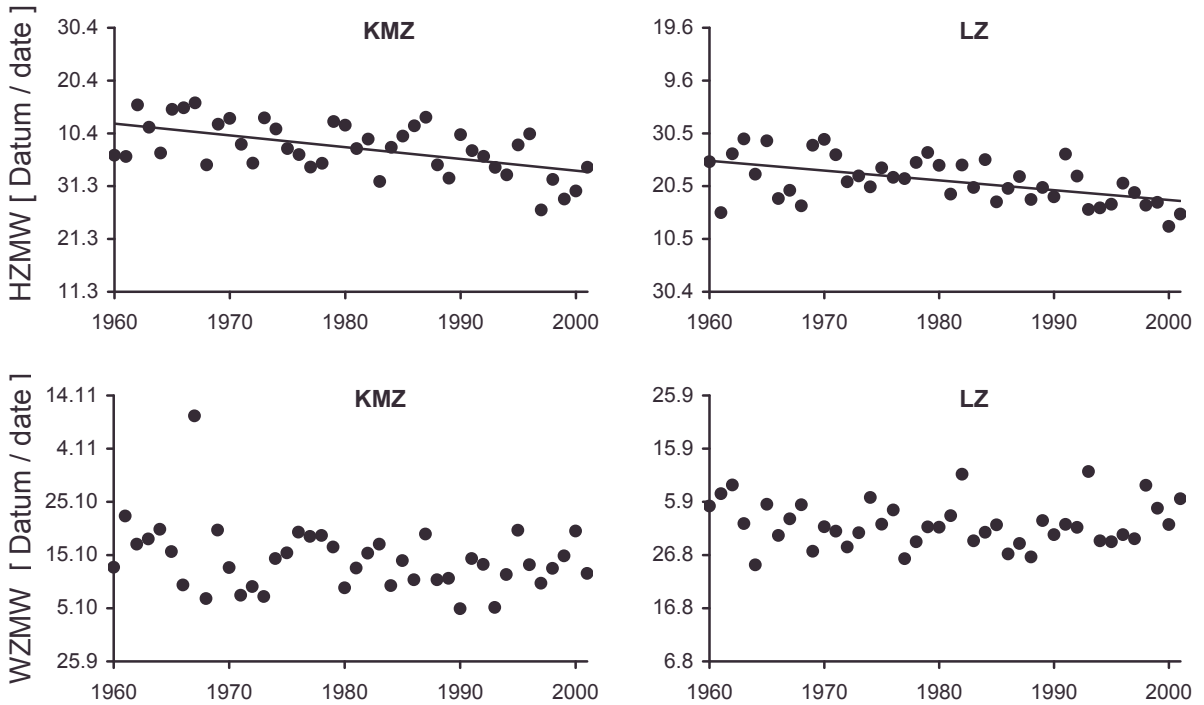 HZMW [ Datum / date ]
KMZ
30.4
20.4
10.4
31.3
21.3
11.3
1960 1970 1980 1990 2000
LZ
19.6
9.6
30.5
20.5
10.5
30.4
1960 1970 1980 1990 2000
WZMW [ Datum / date ]
KMZ
14.11
4.11
25.10
15.10
5.10
25.9
1960 1970 1980 1990 2000
LZ
25.9
15.9
5.9
26.8
16.8
6.8
1960 1970 1980 1990 2000